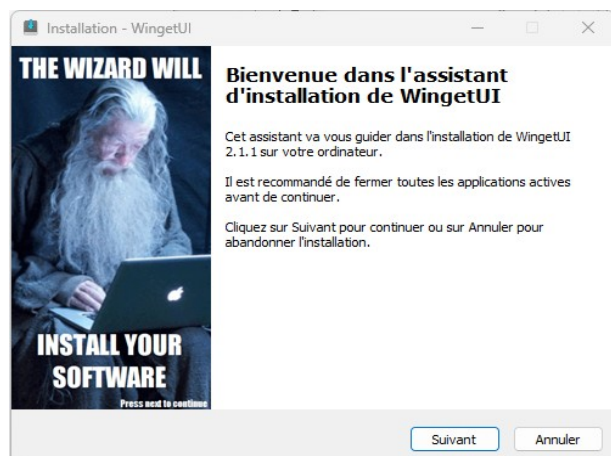 Installation - WingetUI
THE WIZARD WILL
INSTALL YOUR
SOFTWARE
Press next to continue
Bienvenue dans l'assistant
d'installation de WingetUI
Cet assistant va vous guider dans l'installation de WingetUI
2.1.1 sur votre ordinateur.
Il est recommandé de fermer toutes les applications actives
avant de continuer.
Cliquez sur Suivant pour continuer ou sur Annuler pour
abandonner l'installation.
Suivant
Annuler